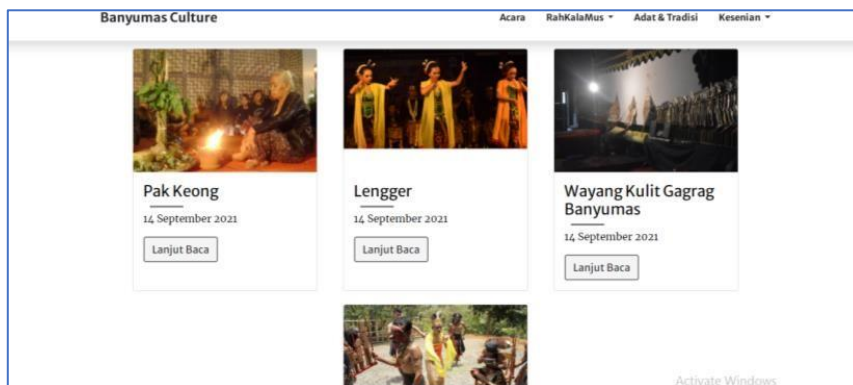 Banyumas Culture
Acara RahKalaMus Adat & Tradisi Kesenian
Pak Keong
14 September 2021
Lanjut Baca
Lengger
14 September 2021
Lanjut Baca
Wayang Kulit Gagrag
Banyumas
14 September 2021
Lanjut Baca
Activate Windows